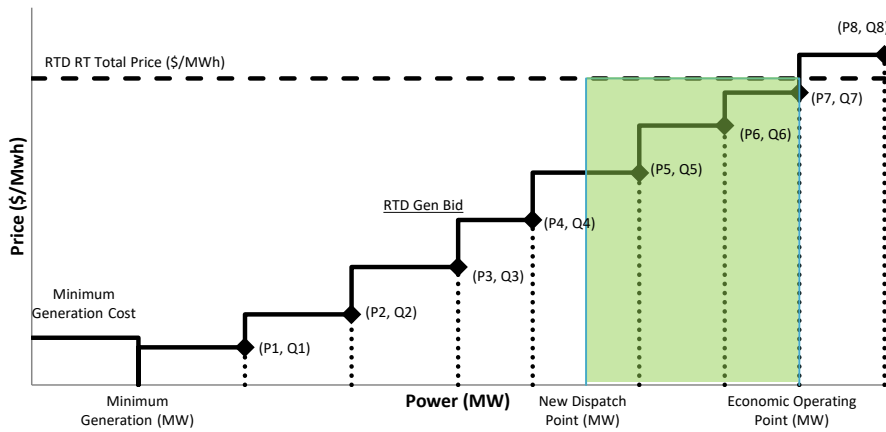 (P8, Q8)
RTD RT Total Price ($/MWh)
(P7, Q7)
(P6, Q6)
(P5, Q5)
RTD Gen Bid
(P4, Q4)
Price ($/Mwh)
(P3, Q3)
Minimum
Generation Cost
(P2, Q2)
(P1, Q1)
Minimum
Generation (MW)
Power (MW)
New Dispatch
Point (MW)
Economic Operating
Point (MW)